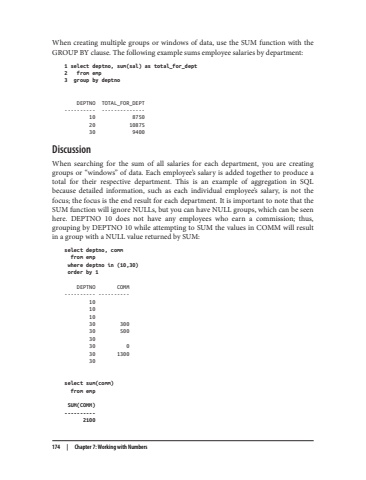 When creating multiple groups or windows of data, use the SUM function with the
GROUP BY clause. The following example sums employee salaries by department:
1 select deptno, sum(sal) as total_for_dept
2   from emp
3  group by deptno
DEPTNO  TOTAL_FOR_DEPT
----------  --------------
10            8750
20           10875
30            9400
Discussion
When searching for the sum of all salaries for each department, you are creating
groups or “windows” of data. Each employee’s salary is added together to produce a
total for their respective department. This is an example of aggregation in SQL
because detailed information, such as each individual employee’s salary, is not the
focus; the focus is the end result for each department. It is important to note that the
SUM function will ignore NULLs, but you can have NULL groups, which can be seen
here. DEPTNO 10 does not have any employees who earn a commission; thus,
grouping by DEPTNO 10 while attempting to SUM the values in COMM will result
in a group with a NULL value returned by SUM:
select deptno, comm
from emp
where deptno in (10,30)
order by 1
DEPTNO       COMM
---------- ----------
10
10
10
30        300
30        500
30
30          0
30       1300
30
select sum(comm)
from emp
SUM(COMM)
----------
2100
174 | Chapter 7: Working with Numbers